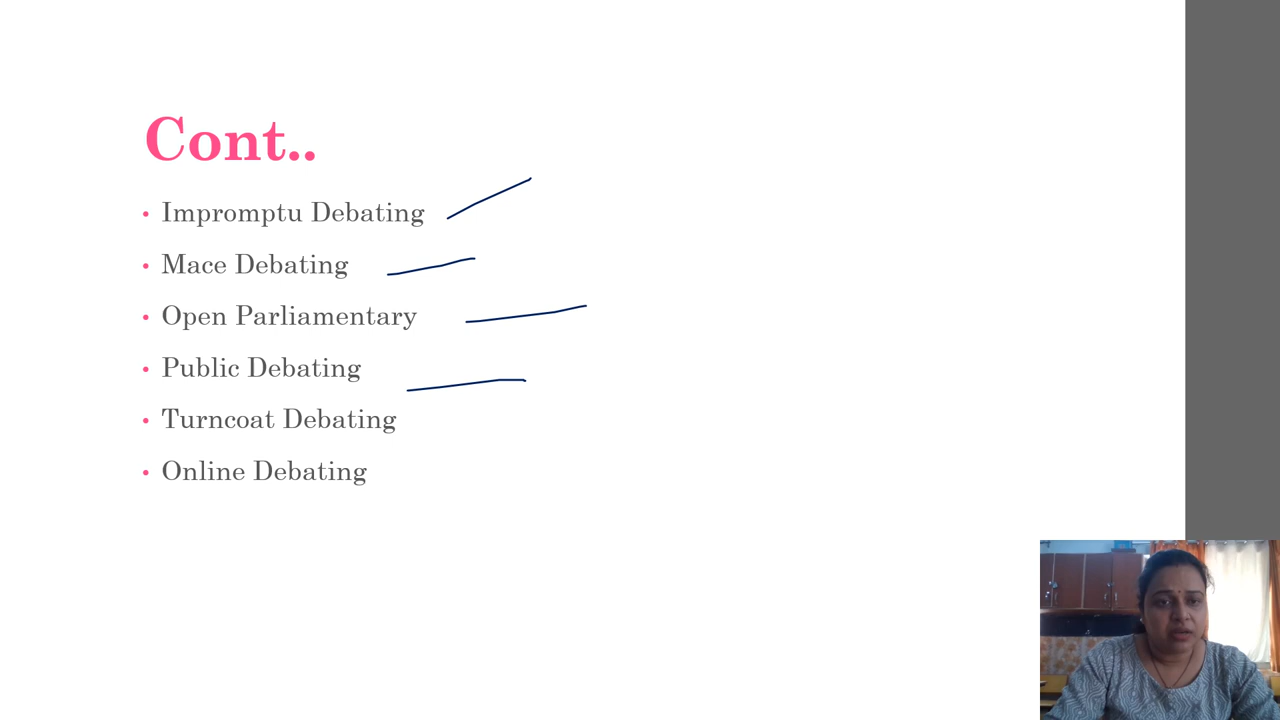 Cont..
• Impromptu Debating
• Mace Debating
• Open Parliamentary
• Public Debating
• Turncoat Debating
• Online Debating